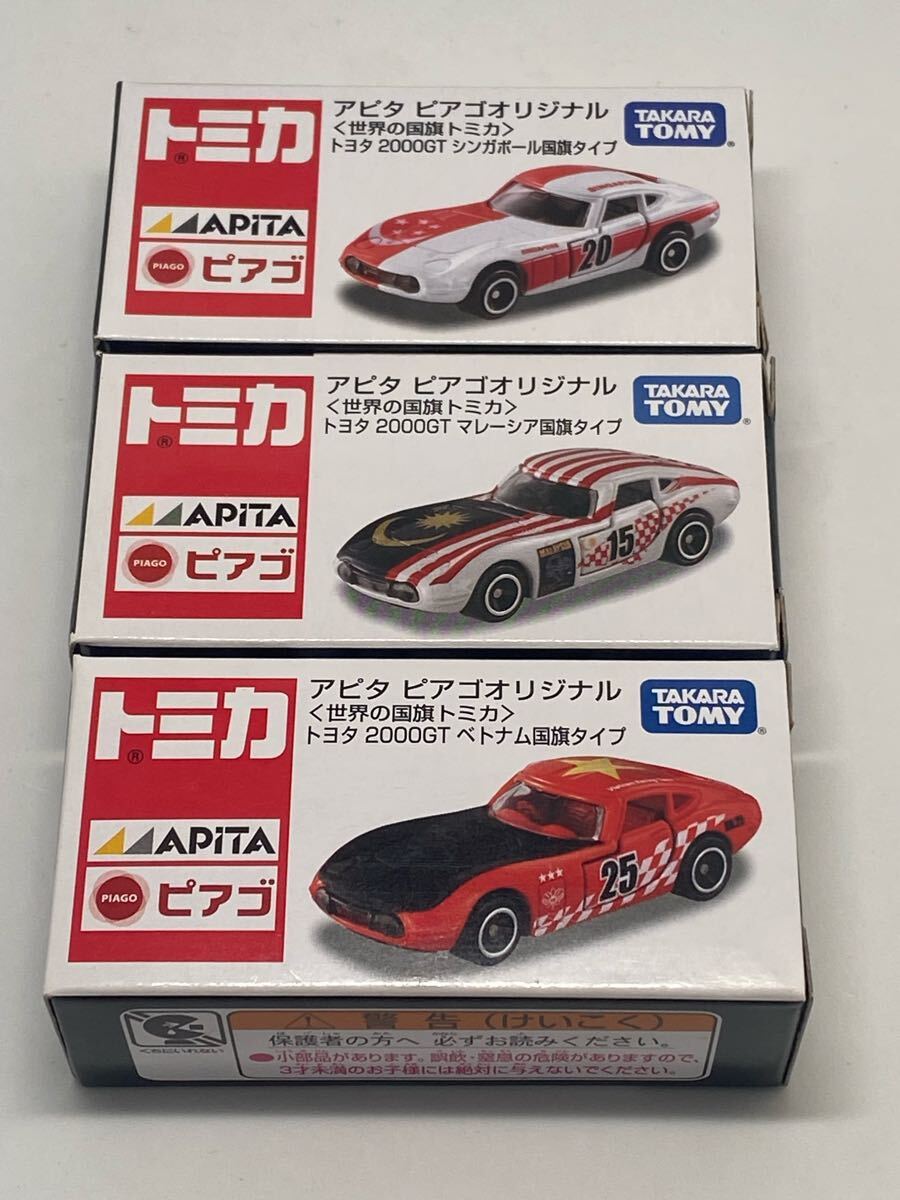 トミカ®
APiTA
PIAGO ピアゴ
アピタ ピアゴオリジナル
<世界の国旗トミカ>
トヨタ 2000GT シンガポール国旗タイプ
TAKARA
TOMY®
SINGAPORE
SINGAPORE
20
トミカ®
APiTA
PIAGO ピアゴ
アピタ ピアゴオリジナル
<世界の国旗トミカ>
トヨタ 2000GT マレーシア国旗タイプ
TAKARA
TOMY®
MALAYSIA
15
トミカ®
APiTA
PIAGO ピアゴ
アピタ ピアゴオリジナル
<世界の国旗トミカ>
トヨタ 2000GT ベトナム国旗タイプ
TAKARA
TOMY®
25
くちにいれない
警告(けいこく)
保護者の方へ 必ずお読みください。
●小部品があります。誤飲・窒息の危険がありますので、
3才未満のお子様には絶対に与えないでください。